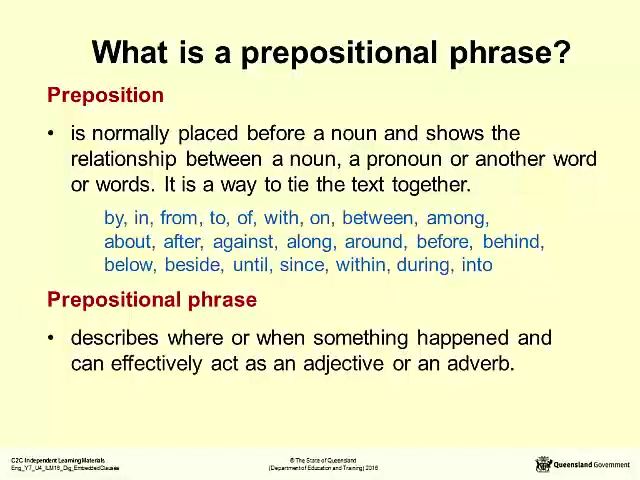 What is a prepositional phrase?
Preposition
• is normally placed before a noun and shows the
relationship between a noun, a pronoun or another word
or words. It is a way to tie the text together.
by, in, from, to, of, with, on, between, among,
about, after, against, along, around, before, behind,
below, beside, until, since, within, during, into
Prepositional phrase
• describes where or when something happened and
can effectively act as an adjective or an adverb.
C2C Independent Learning Materials
Eng_Y7_U4_ILM15_Dig_EmbeddedClauses
© The State of Queensland
(Department of Education and Training) 2016
Queensland Government